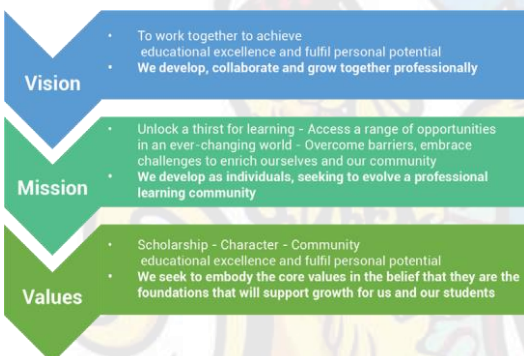 Vision
• To work together to achieve
educational excellence and fulfil personal potential
• We develop, collaborate and grow together professionally
Mission
• Unlock a thirst for learning - Access a range of opportunities
in an ever-changing world - Overcome barriers, embrace
challenges to enrich ourselves and our community
• We develop as individuals, seeking to evolve a professional
learning community
Values
• Scholarship - Character - Community
educational excellence and fulfil personal potential
• We seek to embody the core values in the belief that they are the
foundations that will support growth for us and our students